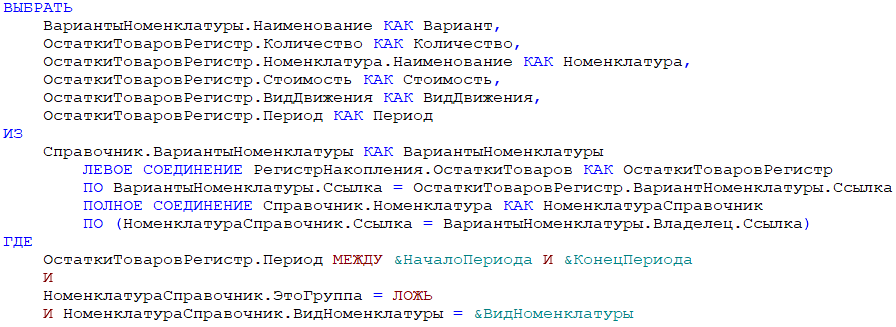 ВЫБРАТЬ
ВариантыНоменклатуры.Наименование КАК Вариант,
ОстаткиТоваровРегистр.Количество КАК Количество,
ОстаткиТоваровРегистр.Номенклатура.Наименование КАК Номенклатура,
ОстаткиТоваровРегистр.Стоимость КАК Стоимость,
ОстаткиТоваровРегистр.ВидДвижения КАК ВидДвижения,
ОстаткиТоваровРегистр.Период КАК Период
ИЗ
Справочник.ВариантыНоменклатуры КАК ВариантыНоменклатуры
ЛЕВОЕ СОЕДИНЕНИЕ РегистрНакопления.ОстаткиТоваров КАК ОстаткиТоваровРегистр
ПО ВариантыНоменклатуры.Ссылка = ОстаткиТоваровРегистр.ВариантНоменклатуры.Ссылка
ПОЛНОЕ СОЕДИНЕНИЕ Справочник.Номенклатура КАК НоменклатураСправочник
ПО (НоменклатураСправочник.Ссылка = ВариантыНоменклатуры.Владелец.Ссылка)
ГДЕ
ОстаткиТоваровРегистр.Период МЕЖДУ &НачалоПериода И &КонецПериода
И
НоменклатураСправочник.ЭтоГруппа = ЛОЖЬ
И НоменклатураСправочник.ВидНоменклатуры = &ВидНоменклатуры